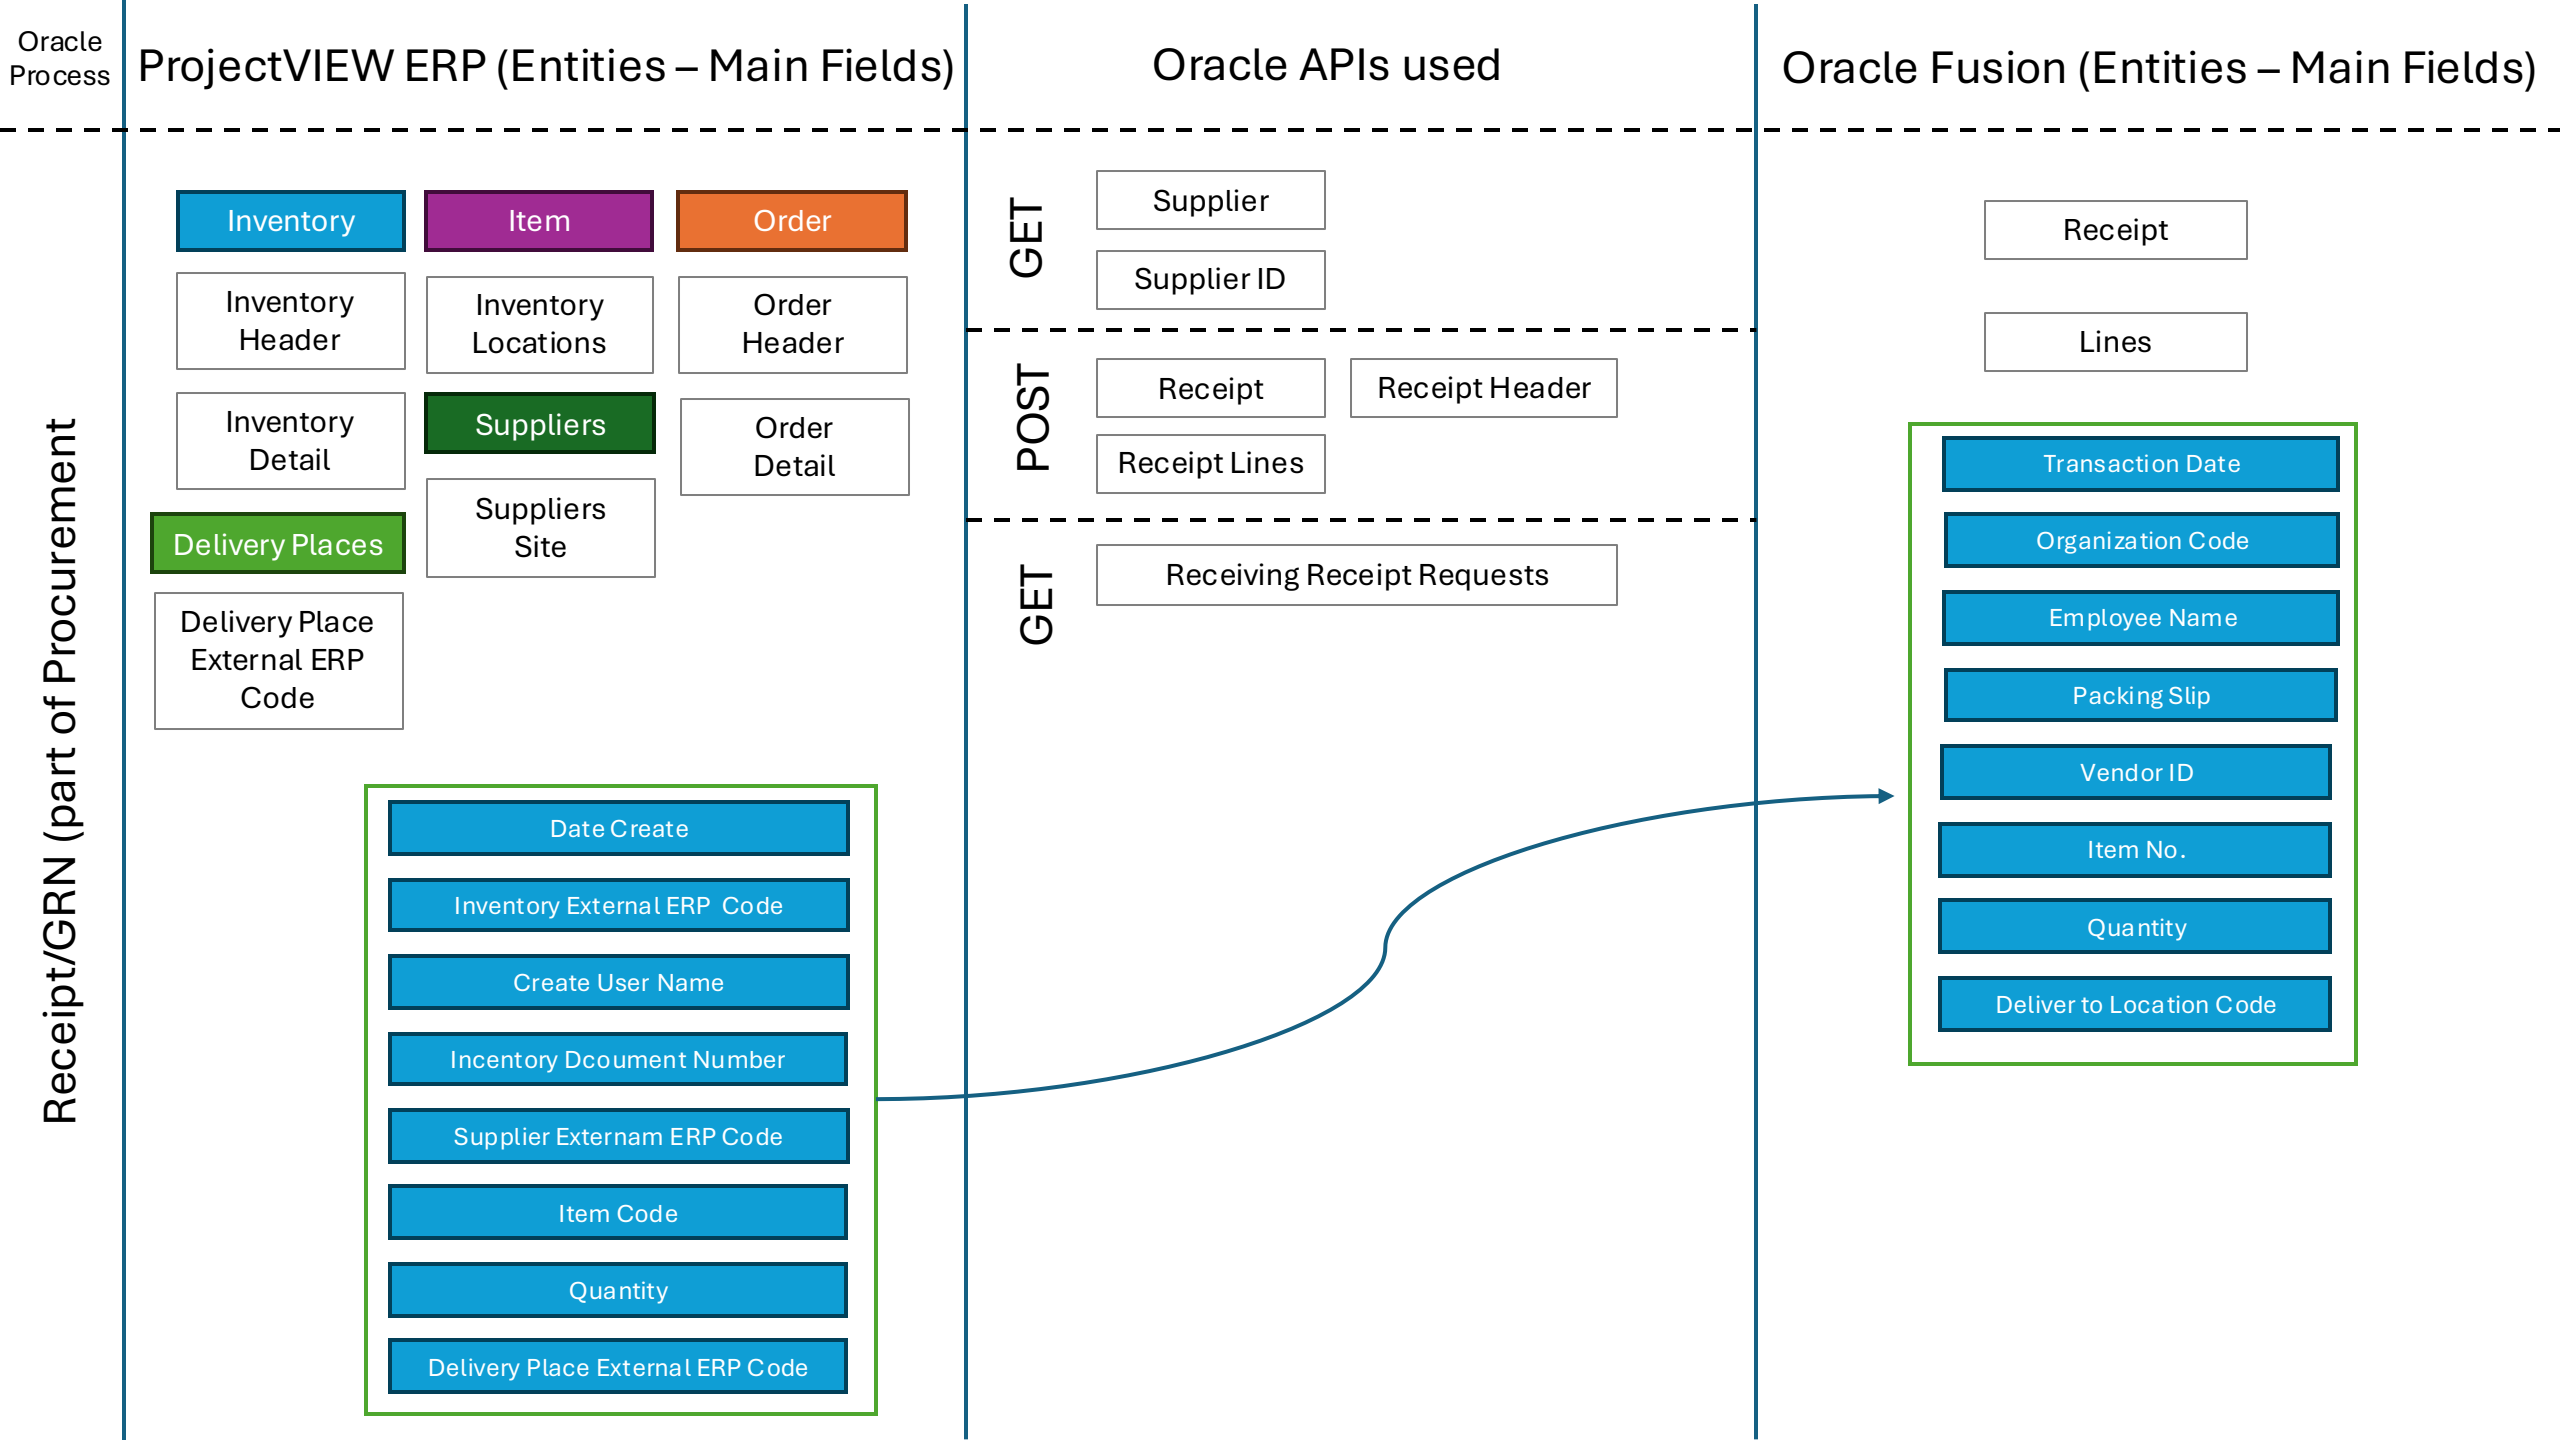 Oracle
Process
ProjectVIEW ERP (Entities – Main Fields)
Oracle APIs used
Oracle Fusion (Entities – Main Fields)
Receipt/GRN (part of Procurement
Inventory
Item
Order
Inventory
Header
Inventory
Locations
Order
Header
Inventory
Detail
Suppliers
Order
Detail
Suppliers
Site
Delivery Places
Delivery Place
External ERP
Code
Date Create
Inventory External ERP  Code
Create User Name
Incentory Dcoument Number
Supplier Externam ERP Code
Item Code
Quantity
Delivery Place External ERP Code
GET
Supplier
Supplier ID
POST
Receipt
Receipt Header
Receipt Lines
GET
Receiving Receipt Requests
Receipt
Lines
Transaction Date
Organization Code
Employee Name
Packing Slip
Vendor ID
Item No.
Quantity
Deliver to Location Code